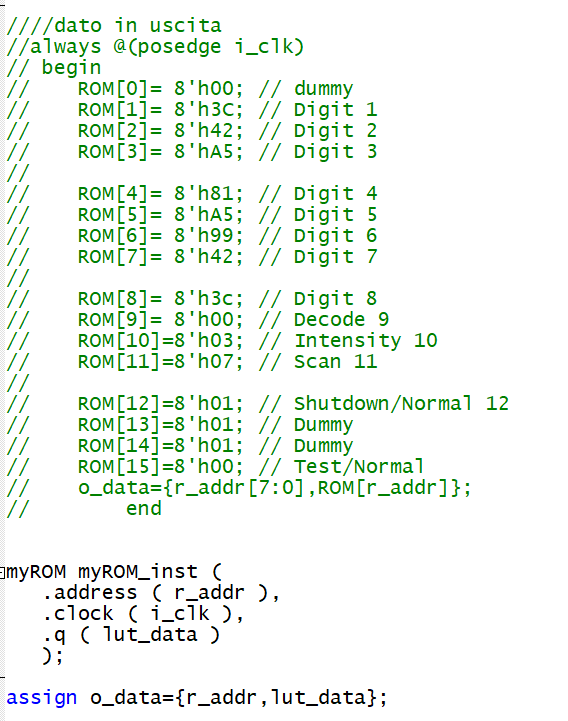 ////dato in uscita
//always @(posedge i_clk)
// begin
//    ROM[0]= 8'h00; // dummy
//    ROM[1]= 8'h3C; // Digit 1
//    ROM[2]= 8'h42; // Digit 2
//    ROM[3]= 8'hA5; // Digit 3
//
//    ROM[4]= 8'h81; // Digit 4
//    ROM[5]= 8'hA5; // Digit 5
//    ROM[6]= 8'h99; // Digit 6
//    ROM[7]= 8'h42; // Digit 7
//
//    ROM[8]= 8'h3c; // Digit 8
//    ROM[9]= 8'h00; // Decode 9
//    ROM[10]=8'h03; // Intensity 10
//    ROM[11]=8'h07; // Scan 11
//
//    ROM[12]=8'h01; // Shutdown/Normal 12
//    ROM[13]=8'h01; // Dummy
//    ROM[14]=8'h01; // Dummy
//    ROM[15]=8'h00; // Test/Normal
//    o_data={r_addr[7:0],ROM[r_addr]};
//        end
myROM myROM_inst (
   .address ( r_addr ),
   .clock ( i_clk ),
   .q ( lut_data )
   );
assign o_data={r_addr,lut_data};